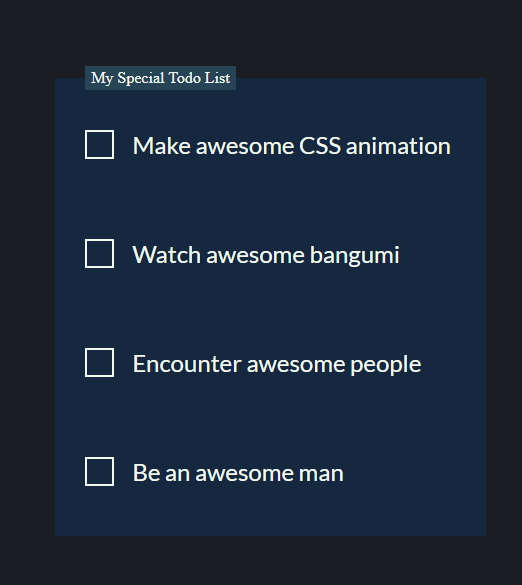 My Special Todo List
Make awesome CSS animation
Watch awesome bangumi
Encounter awesome people
Be an awesome man